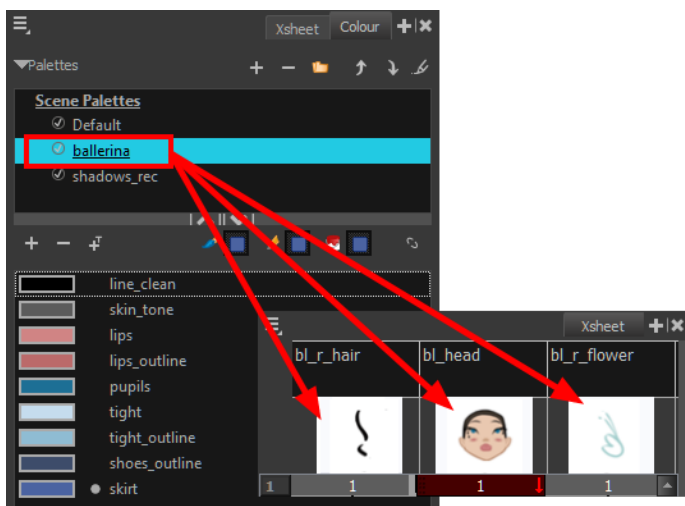 Xsheet Colour
Palettes
Scene Palettes
Default
ballerina
shadows_rec
line_clean
skin_tone
lips
lips_outline
pupils
tight
tight_outline
shoes_outline
skirt
Xsheet
bl_r_hair bl_head bl_r_flower
1 1 1 1